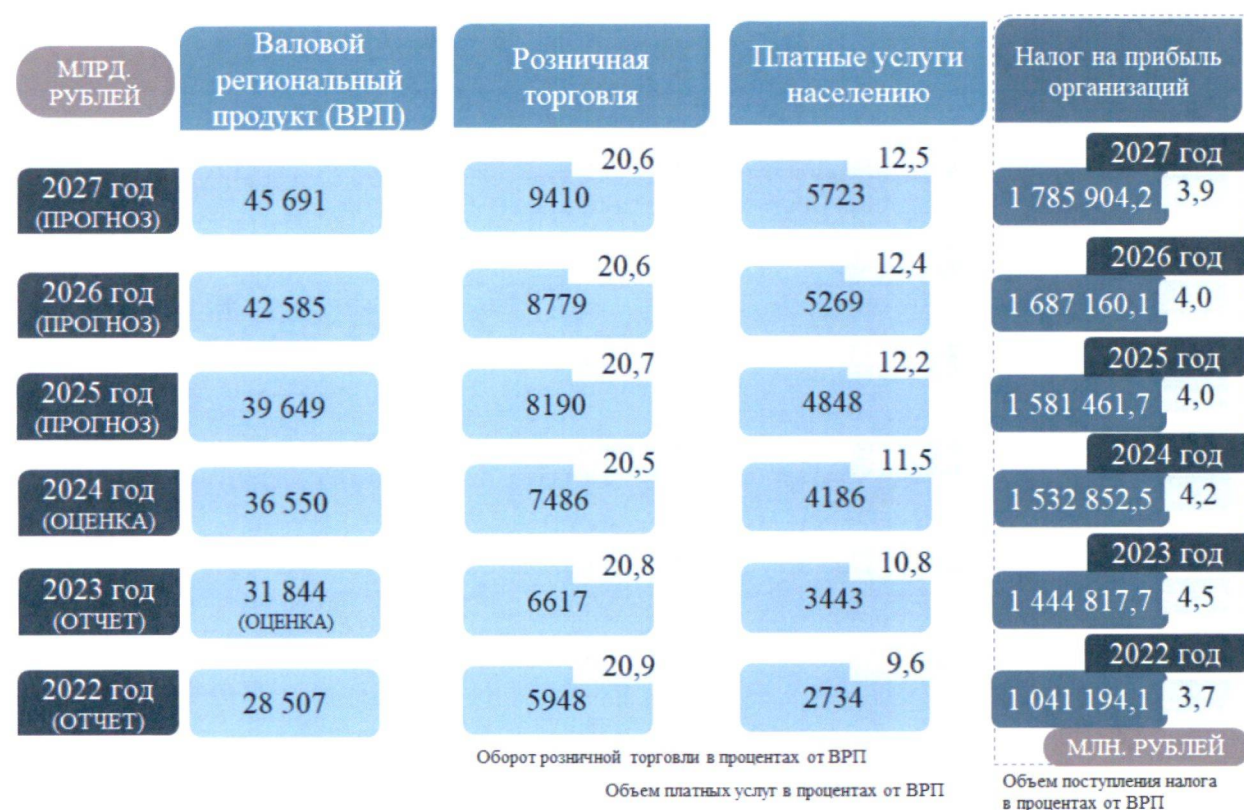 МЛРД.
РУБЛЕЙ
Валовой
региональный
продукт (ВРП)
Розничная
торговля
Платные услуги
населению
Налог на прибыль
организаций
2027 год
(ПРОГНОЗ)
45 691
20,6
9410
12,5
5723
2027 год
1 785 904,2
3,9
2026 год
(ПРОГНОЗ)
42 585
20,6
8779
12,4
5269
2026 год
1 687 160,1
4,0
2025 год
(ПРОГНОЗ)
39 649
20,7
8190
12,2
4848
2025 год
1 581 461,7
4,0
2024 год
(ОЦЕНКА)
36 550
20,5
7486
11,5
4186
2024 год
1 532 852,5
4,2
2023 год
(ОТЧЕТ)
31 844
(ОЦЕНКА)
20,8
6617
10,8
3443
2023 год
1 444 817,7
4,5
2022 год
(ОТЧЕТ)
28 507
20,9
5948
9,6
2734
2022 год
1 041 194,1
3,7
МЛН. РУБЛЕЙ
Оборот розничной торговли в процентах от ВРП
Объем платных услуг в процентах от ВРП
Объем поступления налога
в процентах от ВРП